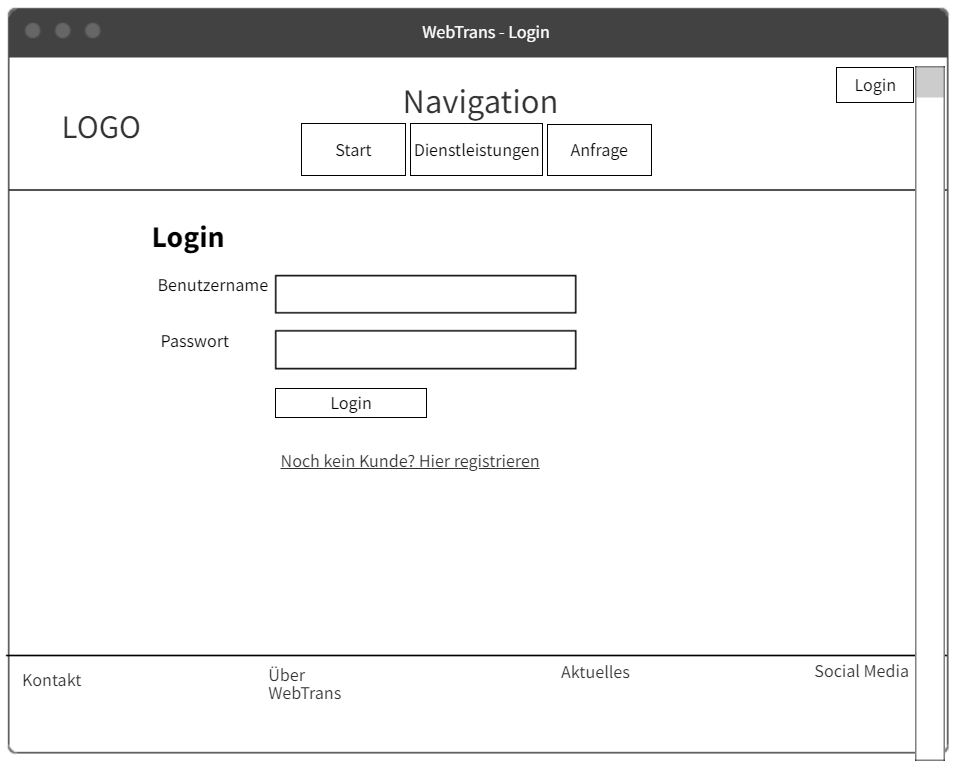 WebTrans - Login
Login
Navigation
LOGO
Start
Dienstleistungen
Anfrage
Login
Benutzername
Passwort
Login
Noch kein Kunde? Hier registrieren
Kontakt
Über
WebTrans
Aktuelles
Social Media